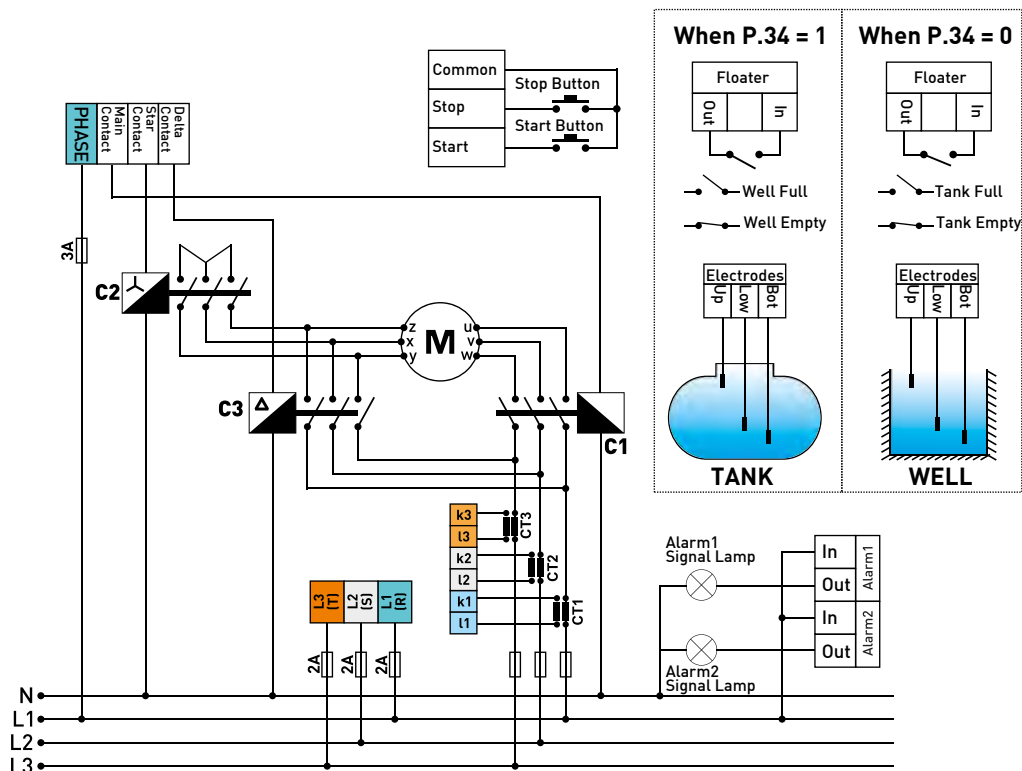 When P.34 = 1
Floater
Out
In
Well Full
Well Empty
Electrodes
Up
Low
Bot
TANK
When P.34 = 0
Floater
Out
In
Tank Full
Tank Empty
Electrodes
Up
Low
Bot
WELL
Common
Stop
Start
Stop Button
Start Button
PHASE
Main
Contact
Star
Contact
Delta
Contact
3A
C2
M
z
x
y
u
v
w
C3
Δ
C1
k3
l3
k2
l2
k1
l1
CT3
CT2
CT1
L3
(T)
L2
(S)
L1
(R)
2A
2A
2A
Alarm1
Signal Lamp
Alarm2
Signal Lamp
In
Out
In
Out
Alarm1
Alarm2
N
L1
L2
L3